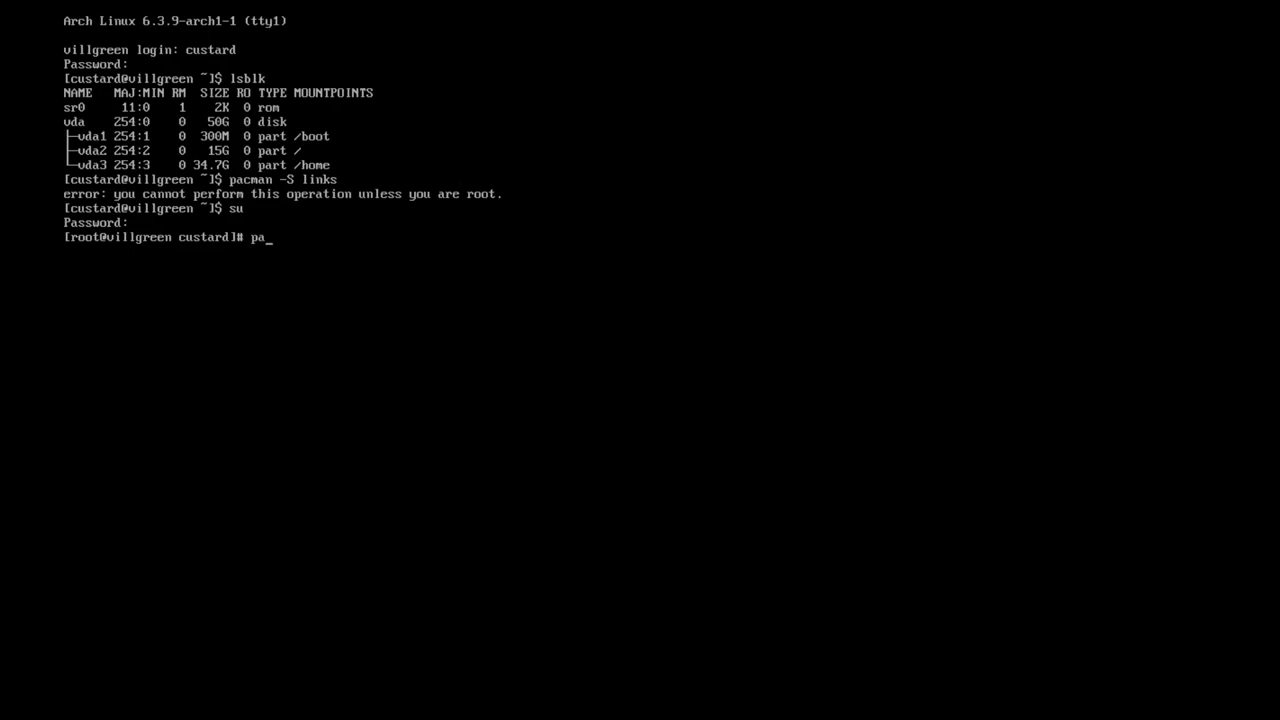 Arch Linux 6.3.9-arch1-1 (tty1)

villgreen login: custard
Password:
[custard@villgreen ~]$ lsblk
NAME   MAJ:MIN RM  SIZE RO TYPE MOUNTPOINTS
sr0     11:0    1    2K  0 rom
vda    254:0    0   50G  0 disk
├─vda1 254:1    0  300M  0 part /boot
├─vda2 254:2    0   15G  0 part /
└─vda3 254:3    0 34.7G  0 part /home
[custard@villgreen ~]$ pacman -S links
error: you cannot perform this operation unless you are root.
[custard@villgreen ~]$ su
Password:
[root@villgreen custard]# pa_